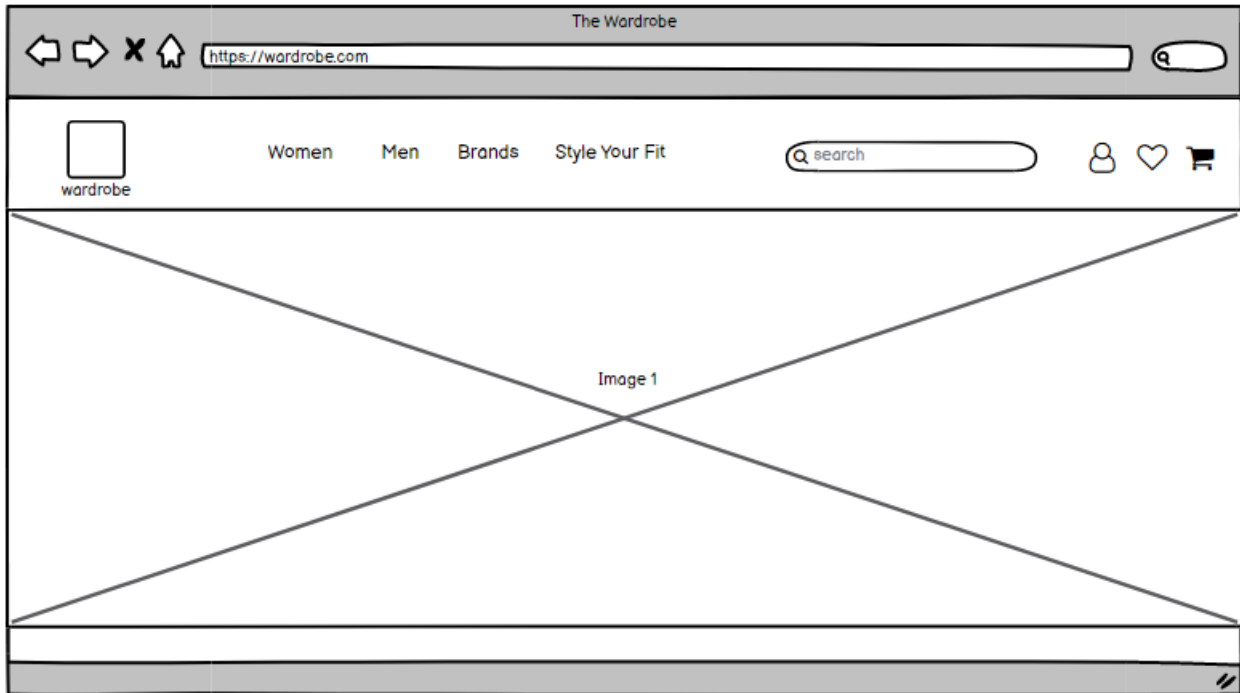 The Wardrobe
https://wardrobe.com
wardrobe
Women Men Brands Style Your Fit search
Image 1